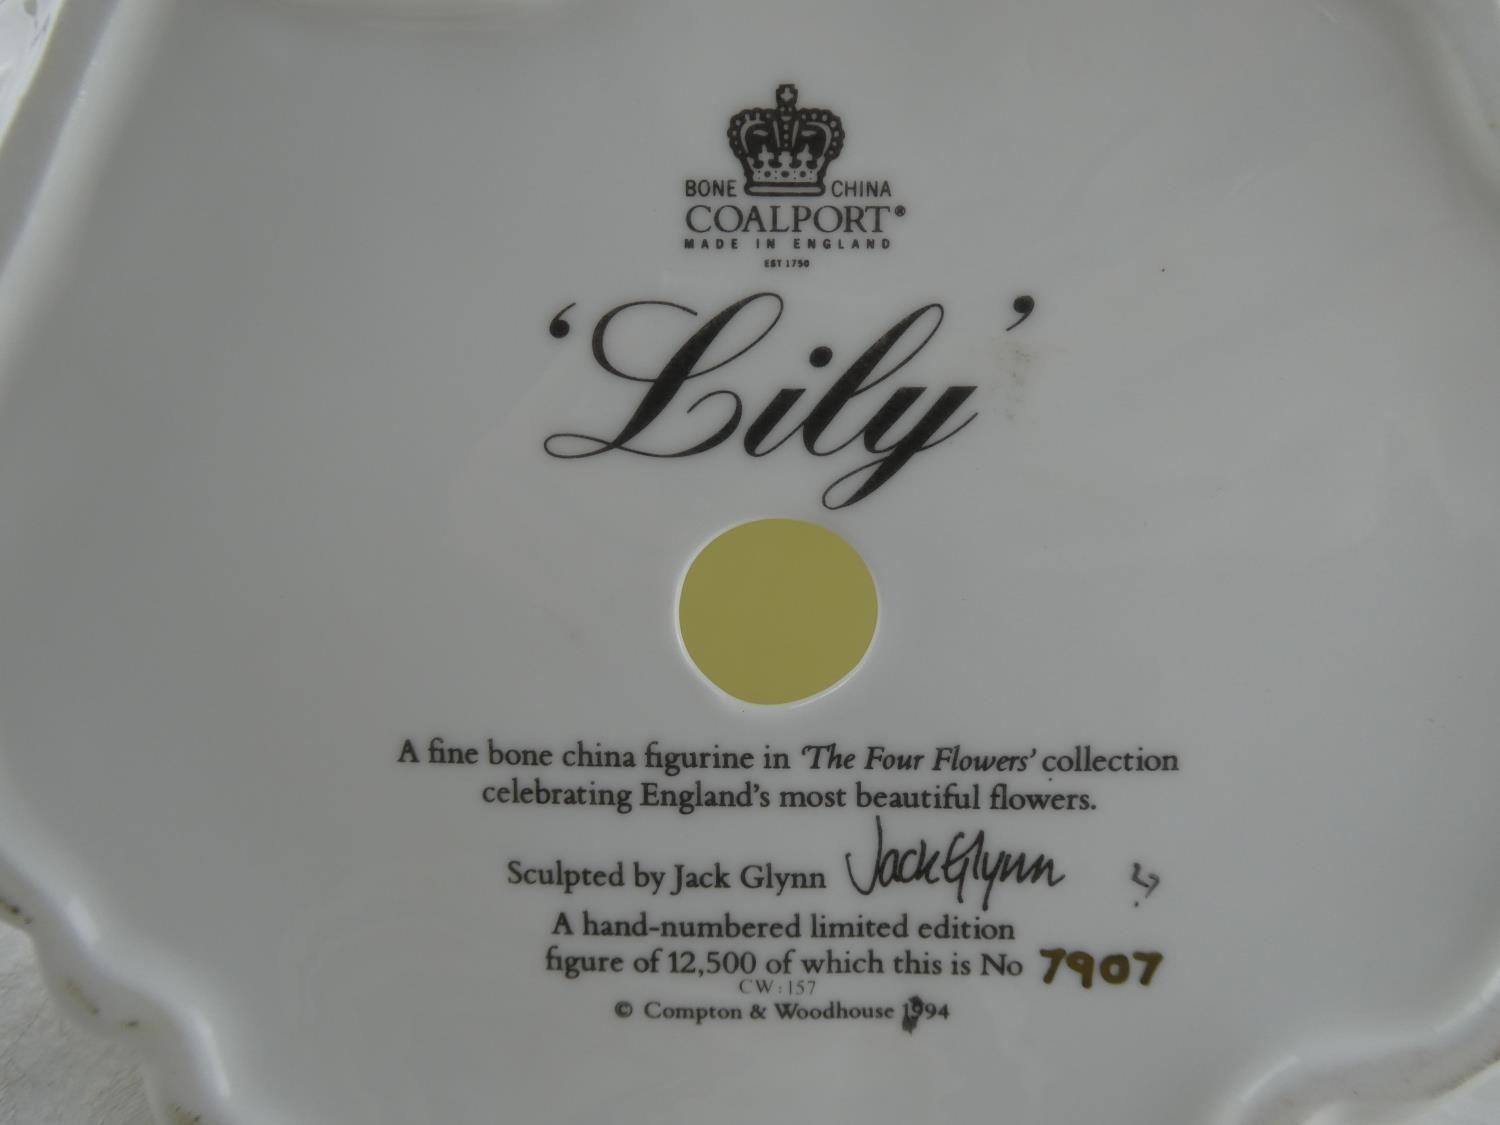 BONE CHINA
COALPORT®
MADE IN ENGLAND
EST 1750
‘Lily’
A fine bone china figurine in ‘The Four Flowers’ collection
celebrating England's most beautiful flowers.
Sculpted by Jack Glynn Jack Glynn
A hand-numbered limited edition
figure of 12,500 of which this is No 7907
CW:157
© Compton & Woodhouse 1994